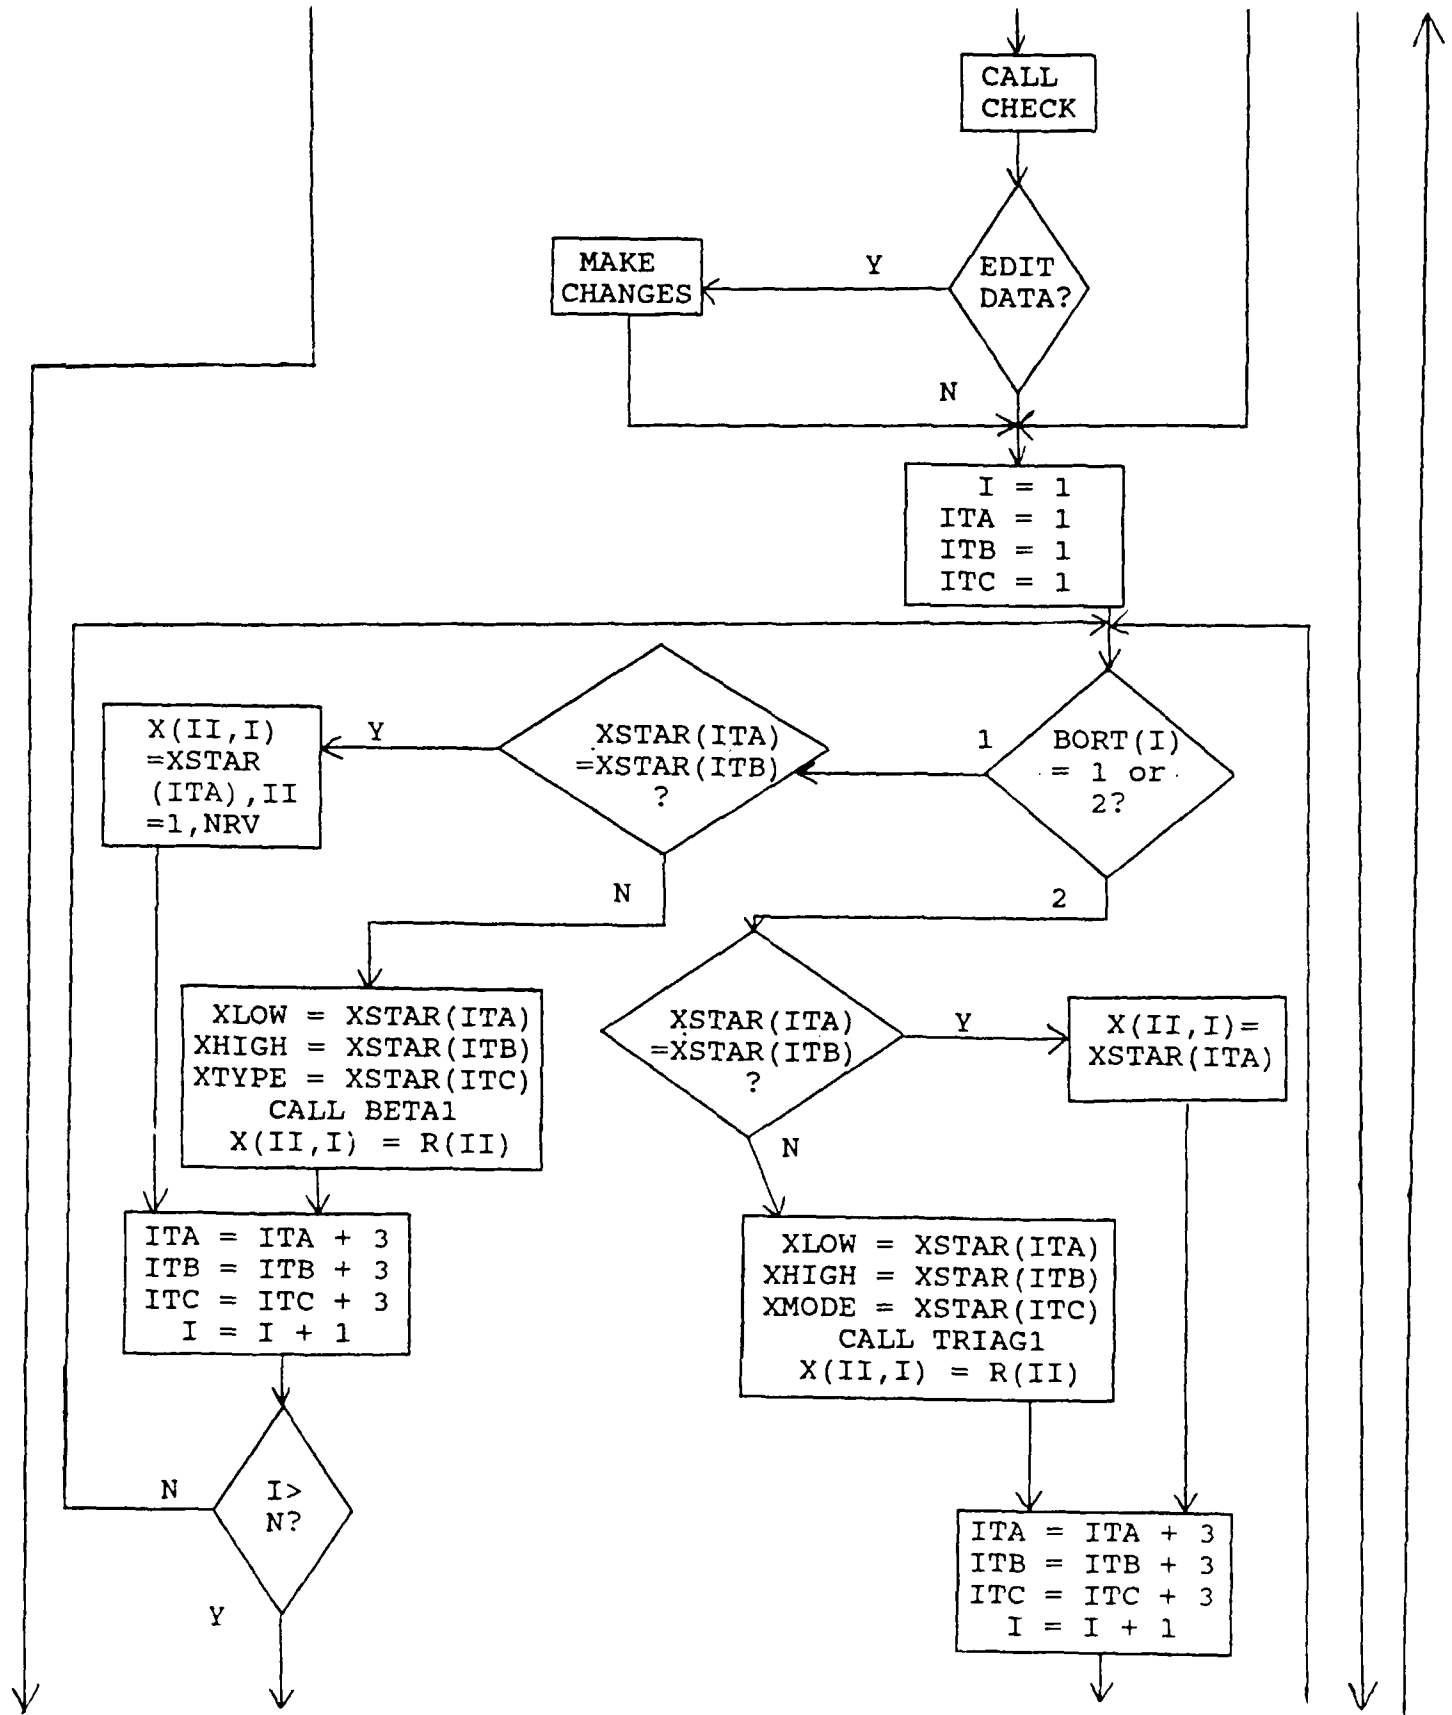 CALL
CHECK
MAKE
CHANGES
Y
EDIT
DATA?
N
I = 1
ITA = 1
ITB = 1
ITC = 1
X(II,I)
=XSTAR
(ITA),II
=1,NRV
Y
XSTAR(ITA)
=XSTAR(ITB)
?
1
BORT(I)
= 1 or
2?
N
2
XLOW = XSTAR(ITA)
XHIGH = XSTAR(ITB)
XTYPE = XSTAR(ITC)
CALL BETA1
X(II,I) = R(II)
XSTAR(ITA)
=XSTAR(ITB)
?
Y
X(II,I)=
XSTAR(ITA)
N
ITA = ITA + 3
ITB = ITB + 3
ITC = ITC + 3
I = I + 1
XLOW = XSTAR(ITA)
XHIGH = XSTAR(ITB)
XMODE = XSTAR(ITC)
CALL TRIAG1
X(II,I) = R(II)
N
I>
N?
Y
ITA = ITA + 3
ITB = ITB + 3
ITC = ITC + 3
I = I + 1